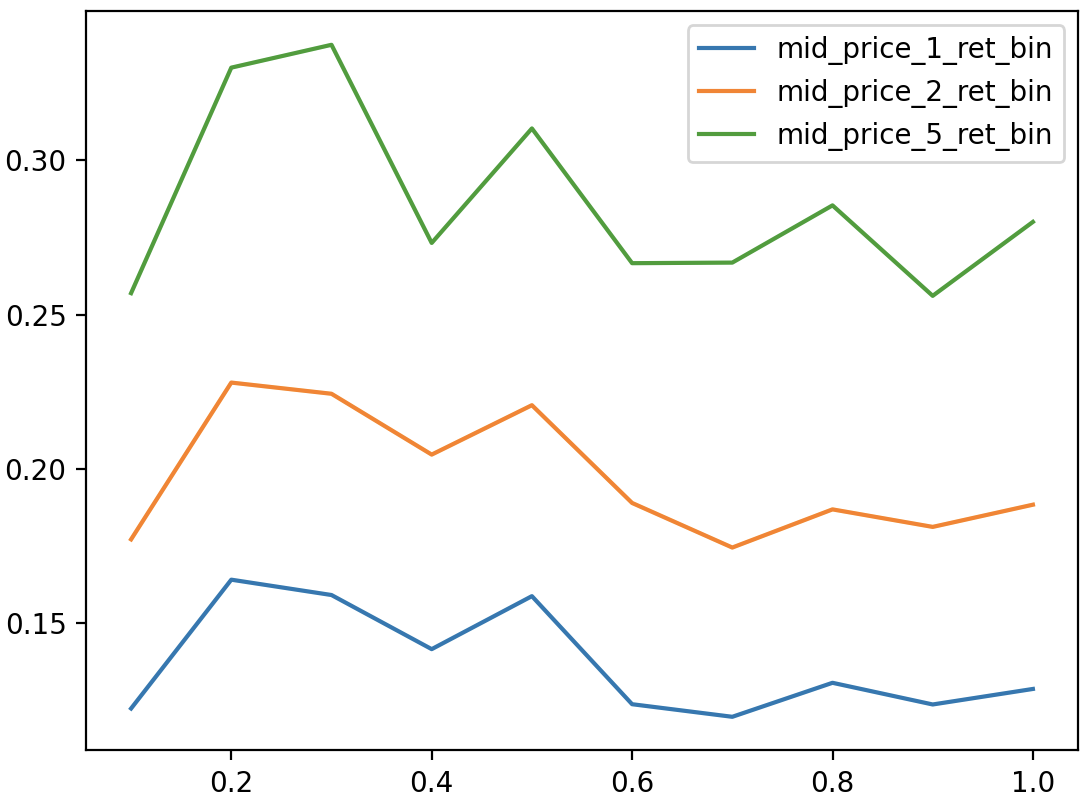 mid_price_1_ret_bin
mid_price_2_ret_bin
mid_price_5_ret_bin
0.30
0.25
0.20
0.15
0.2 0.4 0.6 0.8 1.0